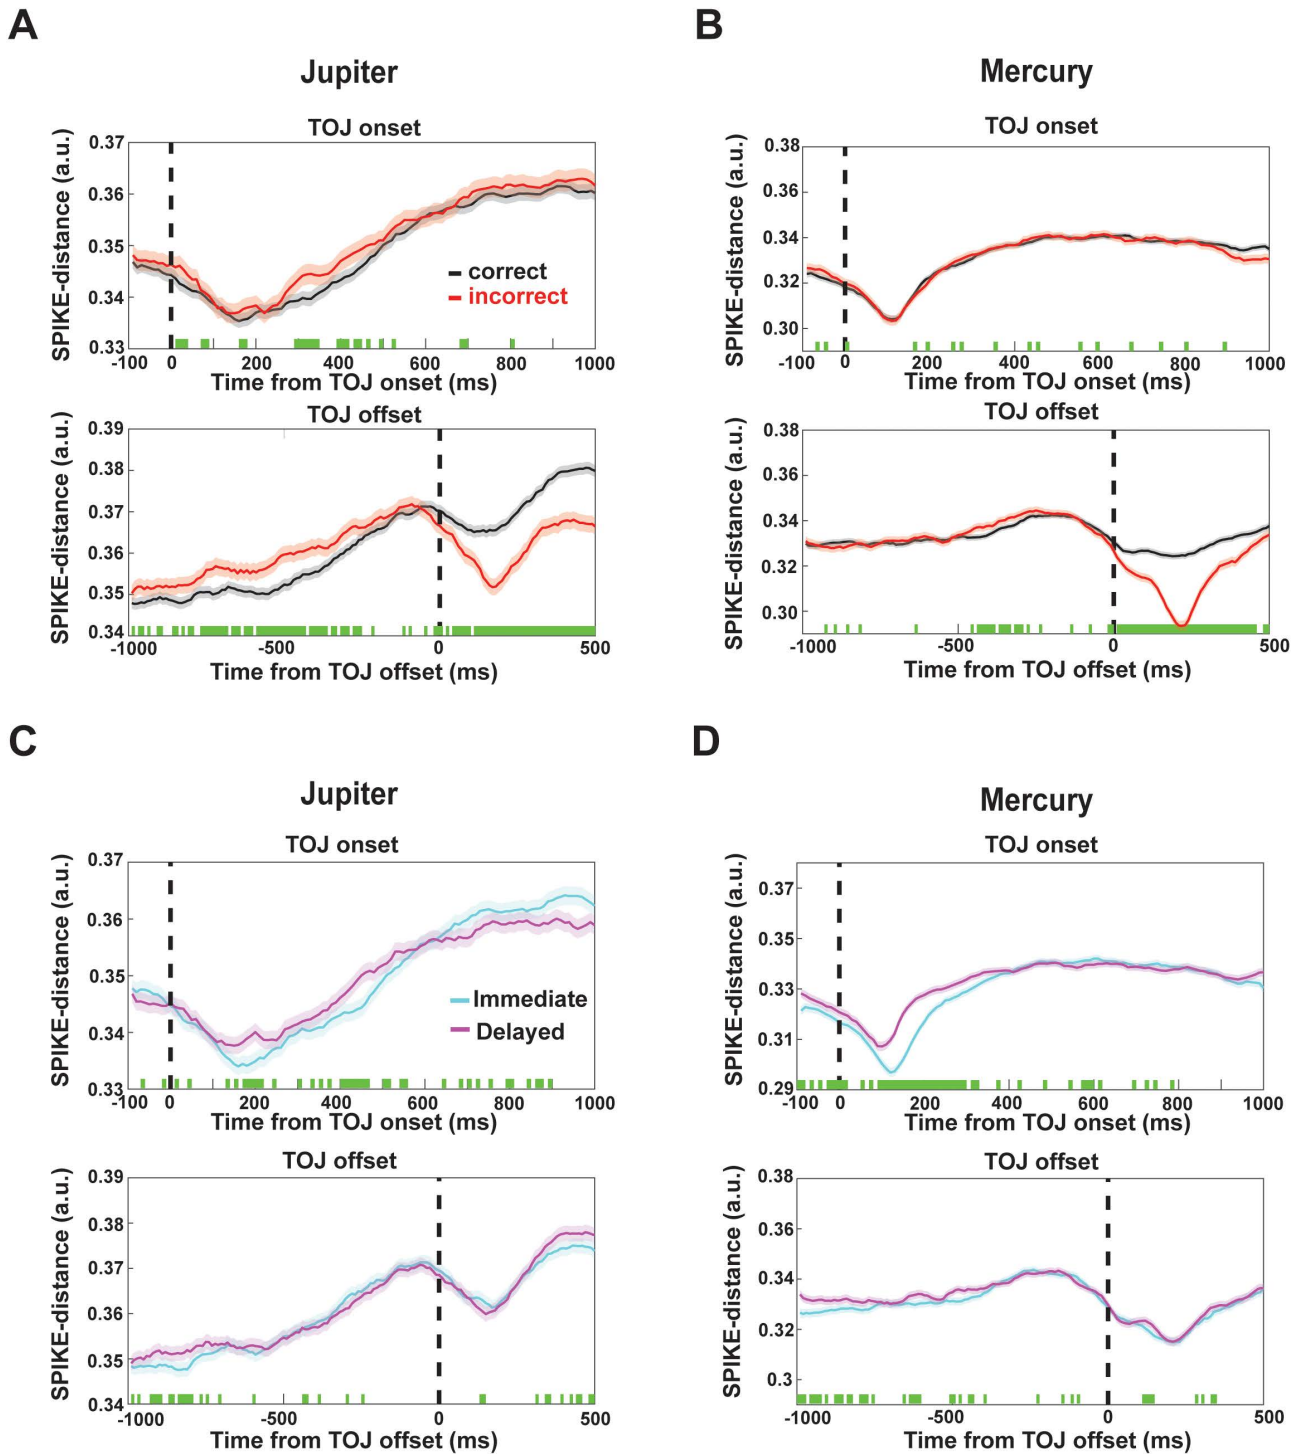 A
Jupiter
TOJ onset
SPIKE-distance (a.u.)
0.37
0.36
0.35
0.34
0.33
correct
incorrect
-100 0 200 400 600 800 1000
Time from TOJ onset (ms)
TOJ offset
SPIKE-distance (a.u.)
0.39
0.38
0.37
0.36
0.35
0.34
-1000 -500 0 500
Time from TOJ offset (ms)
B
Mercury
TOJ onset
SPIKE-distance (a.u.)
0.38
0.36
0.34
0.32
0.30
-100 0 200 400 600 800 1000
Time from TOJ onset (ms)
TOJ offset
SPIKE-distance (a.u.)
0.38
0.36
0.34
0.32
0.30
-1000 -500 0 500
Time from TOJ offset (ms)
C
Jupiter
TOJ onset
SPIKE-distance (a.u.)
0.37
0.36
0.35
0.34
0.33
Immediate
Delayed
-100 0 200 400 600 800 1000
Time from TOJ onset (ms)
TOJ offset
SPIKE-distance (a.u.)
0.39
0.38
0.37
0.36
0.35
0.34
-1000 -500 0 500
Time from TOJ offset (ms)
D
Mercury
TOJ onset
SPIKE-distance (a.u.)
0.37
0.35
0.33
0.31
0.29
-100 0 200 400 600 800 1000
Time from TOJ onset (ms)
TOJ offset
SPIKE-distance (a.u.)
0.38
0.36
0.34
0.32
0.3
-1000 -500 0 500
Time from TOJ offset (ms)